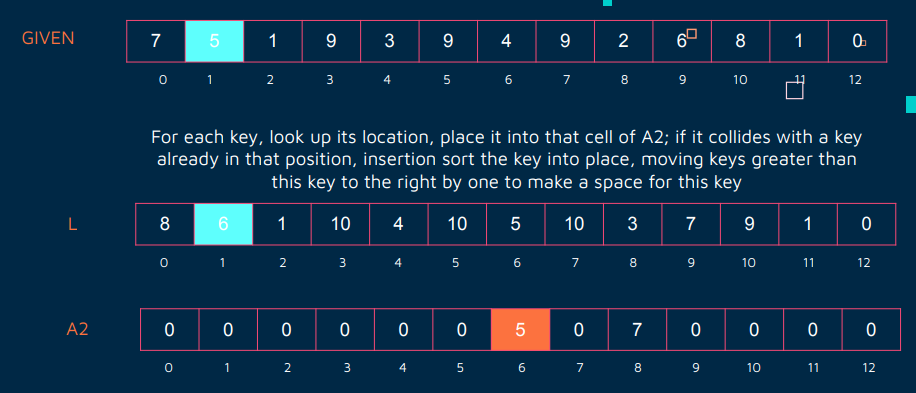 GIVEN 7 5 1 9 3 9 4 9 2 6 8 1 0
0 1 2 3 4 5 6 7 8 9 10 11 12
For each key, look up its location, place it into that cell of A2; if it collides with a key
already in that position, insertion sort the key into place, moving keys greater than
this key to the right by one to make a space for this key
L 8 6 1 10 4 10 5 10 3 7 9 1 0
0 1 2 3 4 5 6 7 8 9 10 11 12
A2 0 0 0 0 0 0 5 0 7 0 0 0 0
0 1 2 3 4 5 6 7 8 9 10 11 12